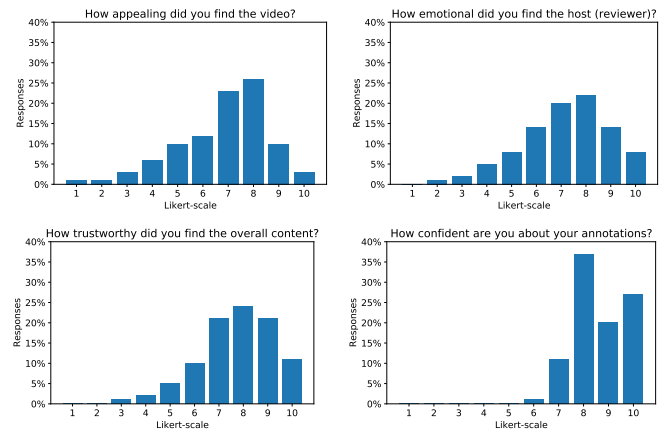 How appealing did you find the video?
40%
35%
30%
25%
20%
15%
10%
5%
0%
Responses
1 2 3 4 5 6 7 8 9 10
Likert-scale
How emotional did you find the host (reviewer)?
40%
35%
30%
25%
20%
15%
10%
5%
0%
Responses
1 2 3 4 5 6 7 8 9 10
Likert-scale
How trustworthy did you find the overall content?
40%
35%
30%
25%
20%
15%
10%
5%
0%
Responses
1 2 3 4 5 6 7 8 9 10
Likert-scale
How confident are you about your annotations?
40%
35%
30%
25%
20%
15%
10%
5%
0%
Responses
1 2 3 4 5 6 7 8 9 10
Likert-scale